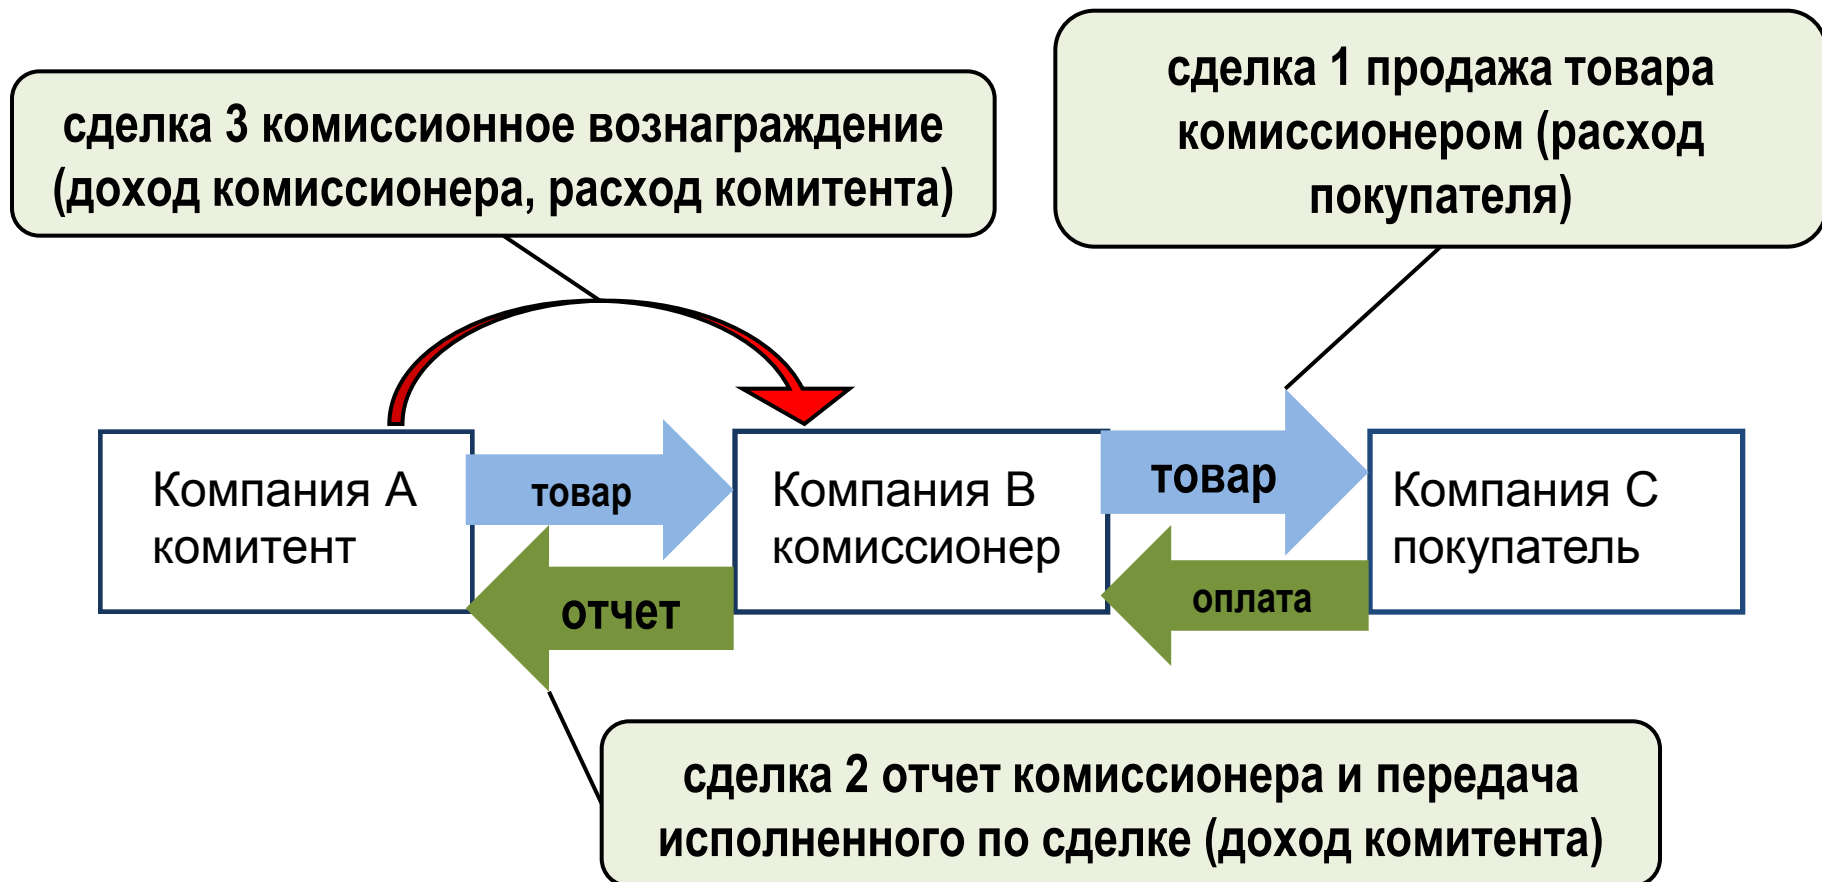 сделка 3 комиссионное вознаграждение
(доход комиссионера, расход комитента)
сделка 1 продажа товара
комиссионером (расход
покупателя)
Компания А
комитент
товар
отчет
Компания В
комиссионер
товар
оплата
Компания С
покупатель
сделка 2 отчет комиссионера и передача
исполненного по сделке (доход комитента)